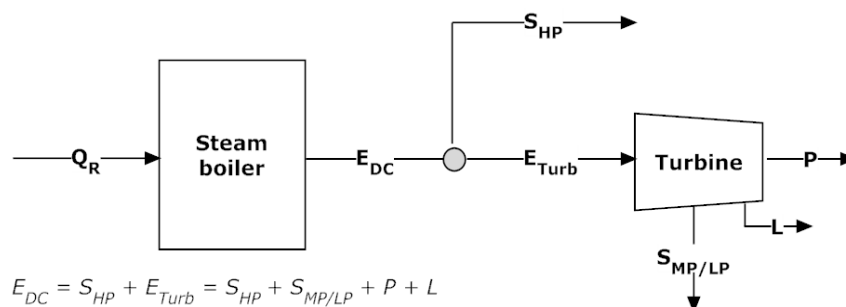 S_HP
Steam
boiler
Q_R
E_DC
E_Turb
Turbine
P
L
S_MP/LP
E_DC = S_HP + E_Turb = S_HP + S_MP/LP + P + L